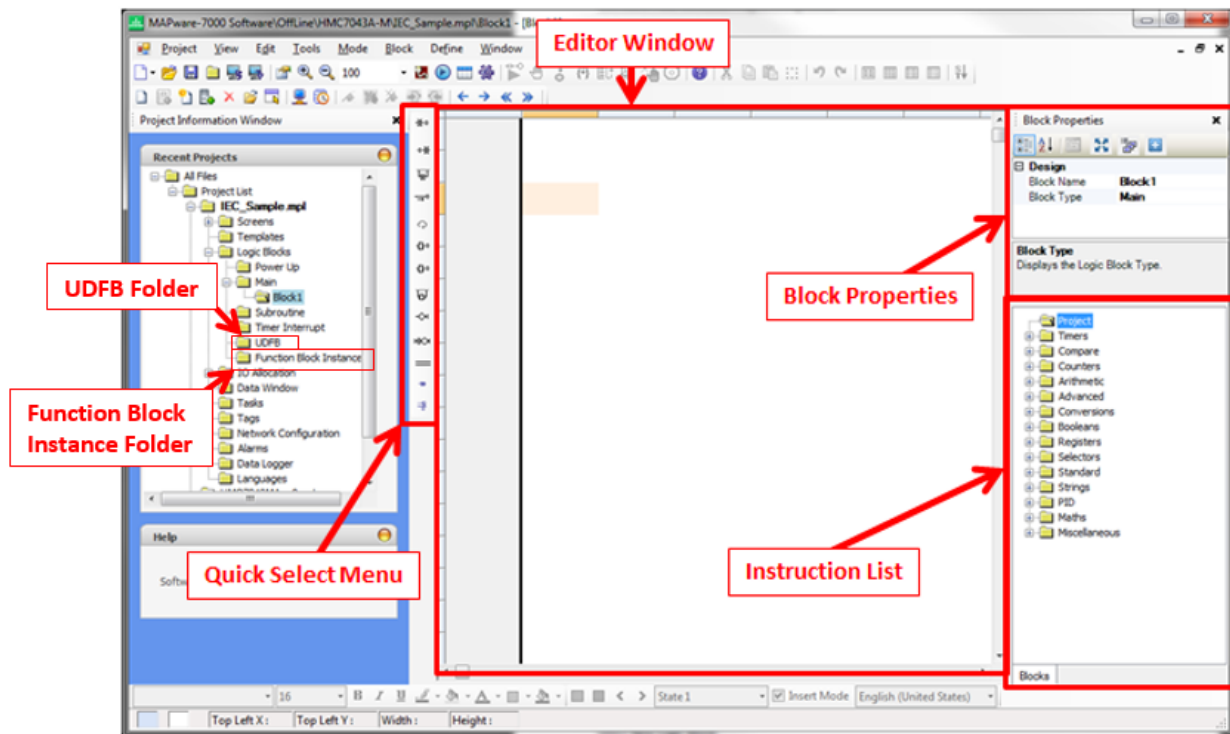 MAPware-7000 Software\OffLine\HMC7043A-M\IEC_Sample.mpl\Block1 -
Project View Edit Tools Mode Block Define Window
Editor Window
100
Project Information Window
Block Properties
Recent Projects
All Files
Project List
IEC_Sample.mpl
Screens
Templates
Logic Blocks
Power Up
Main
Block1
Subroutine
Timer Interrupt
UDFB
Function Block Instance
IO Allocation
Data Window
Tasks
Tags
Network Configuration
Alarms
Data Logger
Languages
UDFB Folder
Function Block
Instance Folder
Help
Softw
Quick Select Menu
Design
Block Name Block1
Block Type Main
Block Type
Displays the Logic Block Type.
Block Properties
Project
Timers
Compare
Counters
Arithmetic
Advanced
Conversions
Booleans
Registers
Selectors
Standard
Strings
PID
Maths
Miscellaneous
Instruction List
Blocks
16 B I U A State 1 Insert Mode English (United States)
Top Left X : Top Left Y : Width : Height :